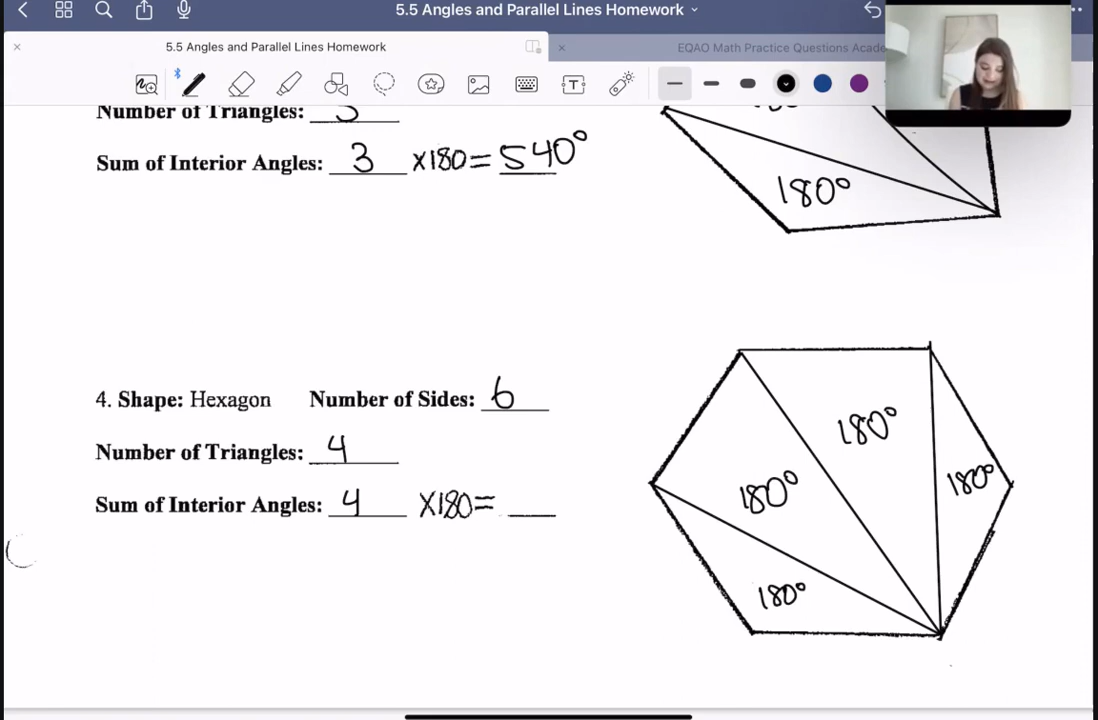 5.5 Angles and Parallel Lines Homework
5.5 Angles and Parallel Lines Homework
EQAO Math Practice Questions Acade
Number of Triangles: 3
Sum of Interior Angles: 3 ×180= 540°
180°
4. Shape: Hexagon Number of Sides: 6
Number of Triangles: 4
Sum of Interior Angles: 4 ×180=
180°
180°
180°
180°